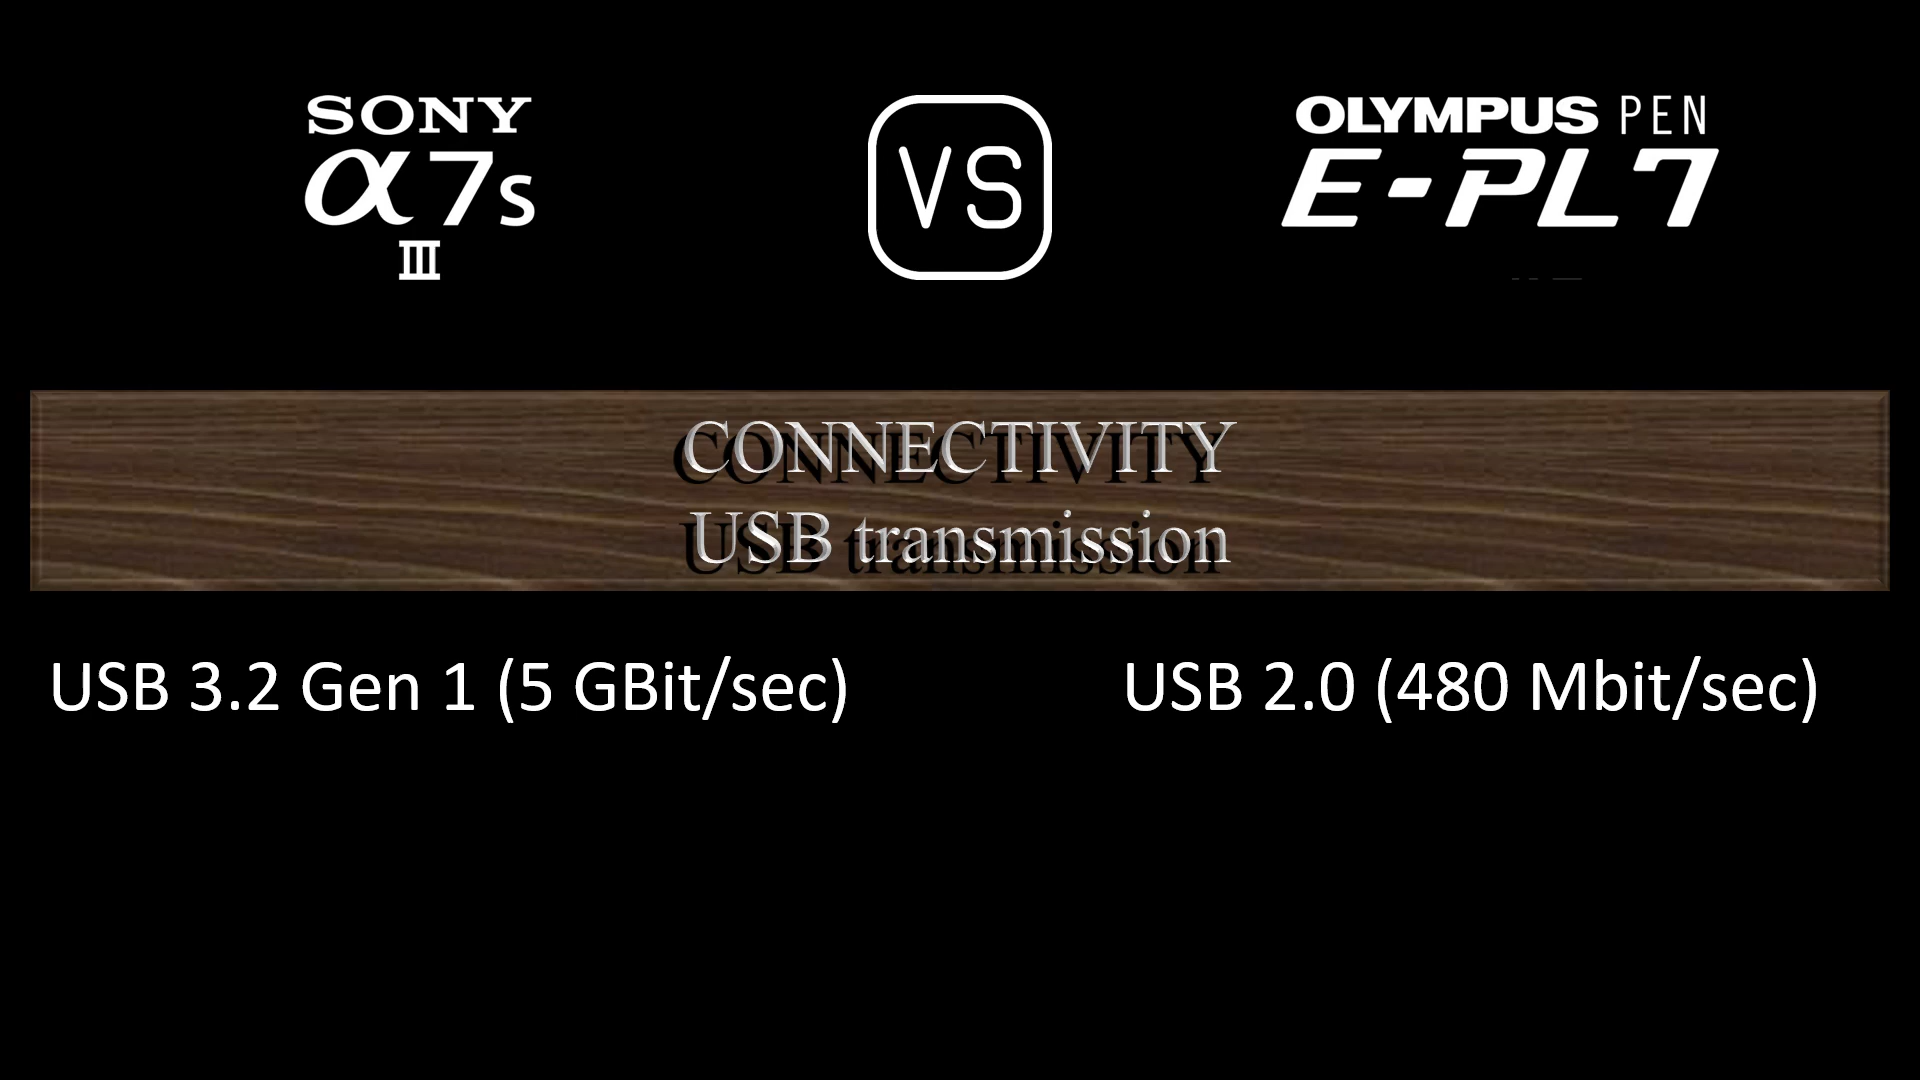 SONY
α7s
III
VS
OLYMPUS PEN
E-PL7
CONNECTIVITY
USB transmission
USB 3.2 Gen 1 (5 GBit/sec)
USB 2.0 (480 Mbit/sec)